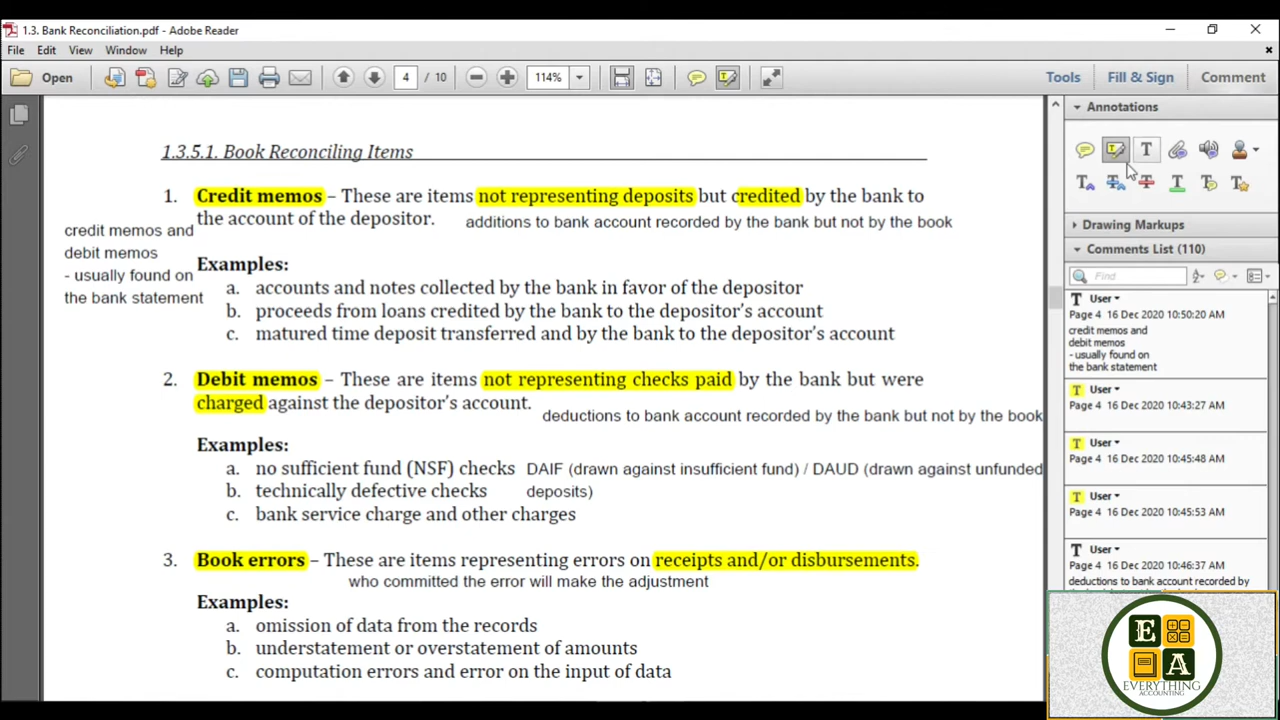 1.3. Bank Reconciliation.pdf - Adobe Reader
File Edit View Window Help
Open 4 / 10 114% Tools Fill & Sign Comment
Annotations
1.3.5.1. Book Reconciling Items
1. Credit memos – These are items not representing deposits but credited by the bank to
the account of the depositor. additions to bank account recorded by the bank but not by the book
credit memos and
debit memos
- usually found on
the bank statement
Examples:
a. accounts and notes collected by the bank in favor of the depositor
b. proceeds from loans credited by the bank to the depositor's account
c. matured time deposit transferred and by the bank to the depositor's account
2. Debit memos – These are items not representing checks paid by the bank but were
charged against the depositor's account. deductions to bank account recorded by the bank but not by the book
Examples:
a. no sufficient fund (NSF) checks DAIF (drawn against insufficient fund) / DAUD (drawn against unfunded
b. technically defective checks deposits)
c. bank service charge and other charges
3. Book errors – These are items representing errors on receipts and/or disbursements.
who committed the error will make the adjustment
Examples:
a. omission of data from the records
b. understatement or overstatement of amounts
c. computation errors and error on the input of data
Drawing Markups
Comments List (110)
Find
User
Page 4 16 Dec 2020 10:50:20 AM
credit memos and
debit memos
- usually found on
the bank statement
User
Page 4 16 Dec 2020 10:43:27 AM
User
Page 4 16 Dec 2020 10:45:48 AM
User
Page 4 16 Dec 2020 10:45:53 AM
User
Page 4 16 Dec 2020 10:46:37 AM
deductions to bank account recorded by
E
A
EVERYTHING
ACCOUNTING